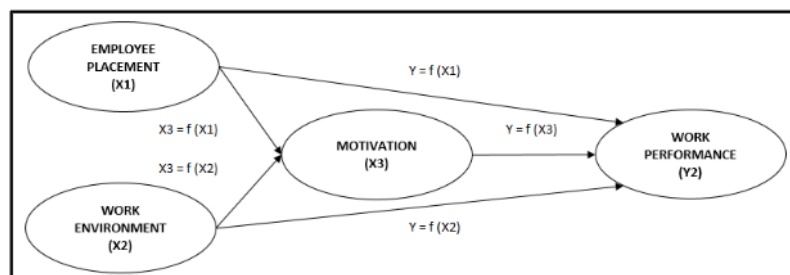 EMPLOYEE
PLACEMENT
(X1)
Y = f (X1)
X3 = f (X1)
Y = f (X3)
MOTIVATION
(X3)
WORK
PERFORMANCE
(Y2)
X3 = f (X2)
WORK
ENVIRONMENT
(X2)
Y = f (X2)